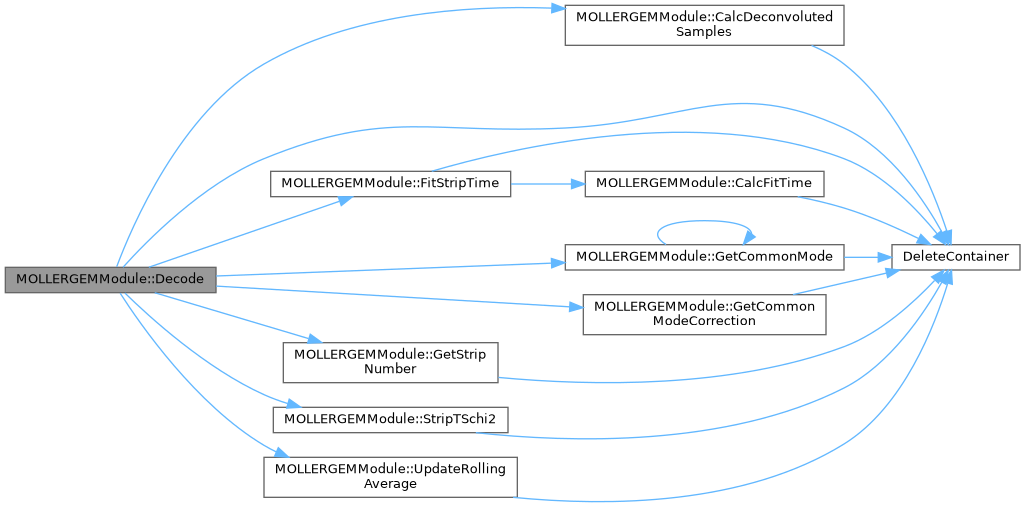 MOLLERGEMModule::CalcDeconvoluted
Samples
MOLLERGEMModule::FitStripTime
MOLLERGEMModule::CalcFitTime
MOLLERGEMModule::GetCommonMode
DeleteContainer
MOLLERGEMModule::Decode
MOLLERGEMModule::GetCommon
ModeCorrection
MOLLERGEMModule::GetStrip
Number
MOLLERGEMModule::StripTSchi2
MOLLERGEMModule::UpdateRolling
Average